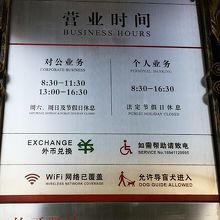 营业时间
BUSINESS HOURS
对公业务
CORPORATE BUSINESS
8:30-11:30
13:00-16:30
周六、周日及节假日休息
个人业务
PERSONAL BANKING
8:30-16:30
法定节假日休息
PUBLIC HOLIDAY CLOSED
EXCHANGE
外币兑换
如需帮助请致电
WiFi 网络已覆盖
WIRELESS NETWORK COVERAGE
允许导盲犬进入
DOG GUIDE ALLOWED